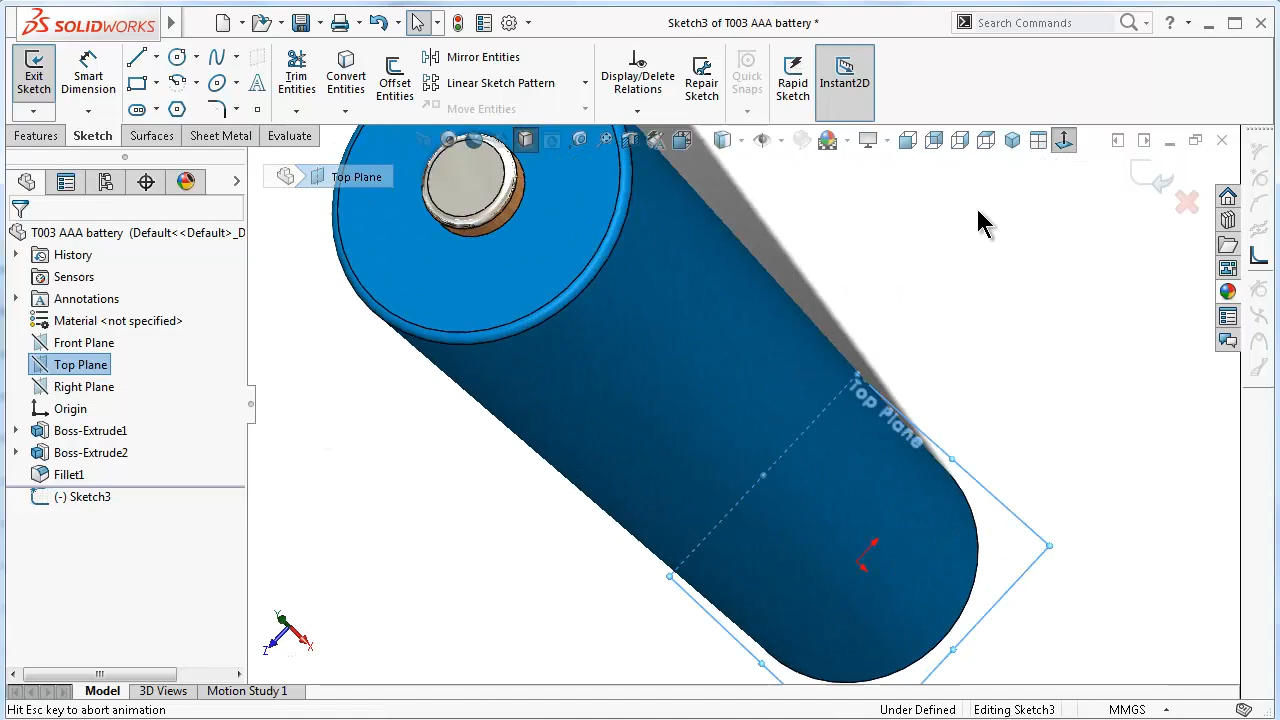 SOLIDWORKS
Sketch3 of T003 AAA battery *
Search Commands
?
Exit Sketch
Smart Dimension
Trim Entities
Convert Entities
Offset Entities
Mirror Entities
Linear Sketch Pattern
Move Entities
Display/Delete Relations
Repair Sketch
Quick Snaps
Rapid Sketch
Instant2D
Features
Sketch
Surfaces
Sheet Metal
Evaluate
Top Plane
T003 AAA battery (Default<<Default>_D
History
Sensors
Annotations
Material <not specified>
Front Plane
Top Plane
Right Plane
Origin
Boss-Extrude1
Boss-Extrude2
Fillet1
(-) Sketch3
Top Plane
Y
Z
X
Model
3D Views
Motion Study 1
Hit Esc key to abort animation
Under Defined
Editing Sketch3
MMGS